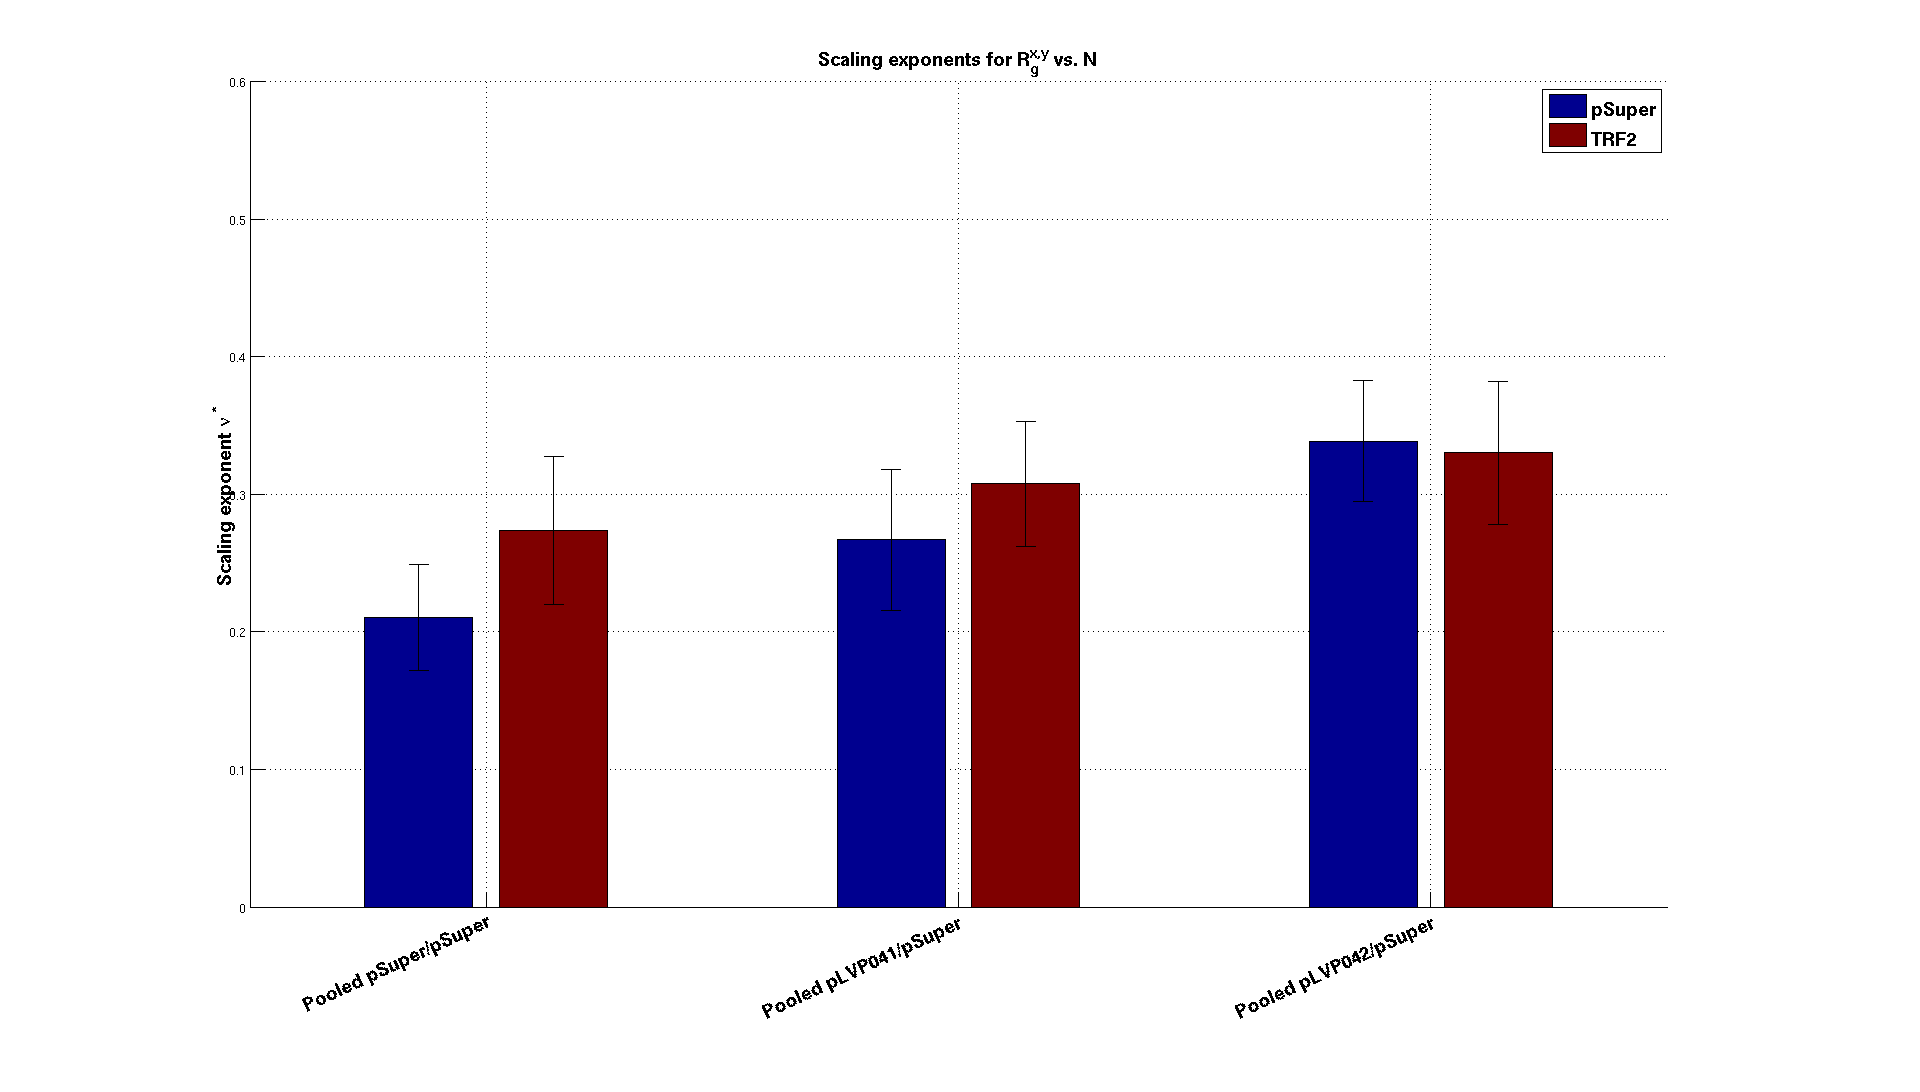 Scaling exponents for R_g^x,y vs. N
0.6
pSuper
TRF2
0.5
0.4
Scaling exponent ν *
0.3
0.2
0.1
0
Pooled pSuper/pSuper
Pooled pLVP041/pSuper
Pooled pLVP042/pSuper